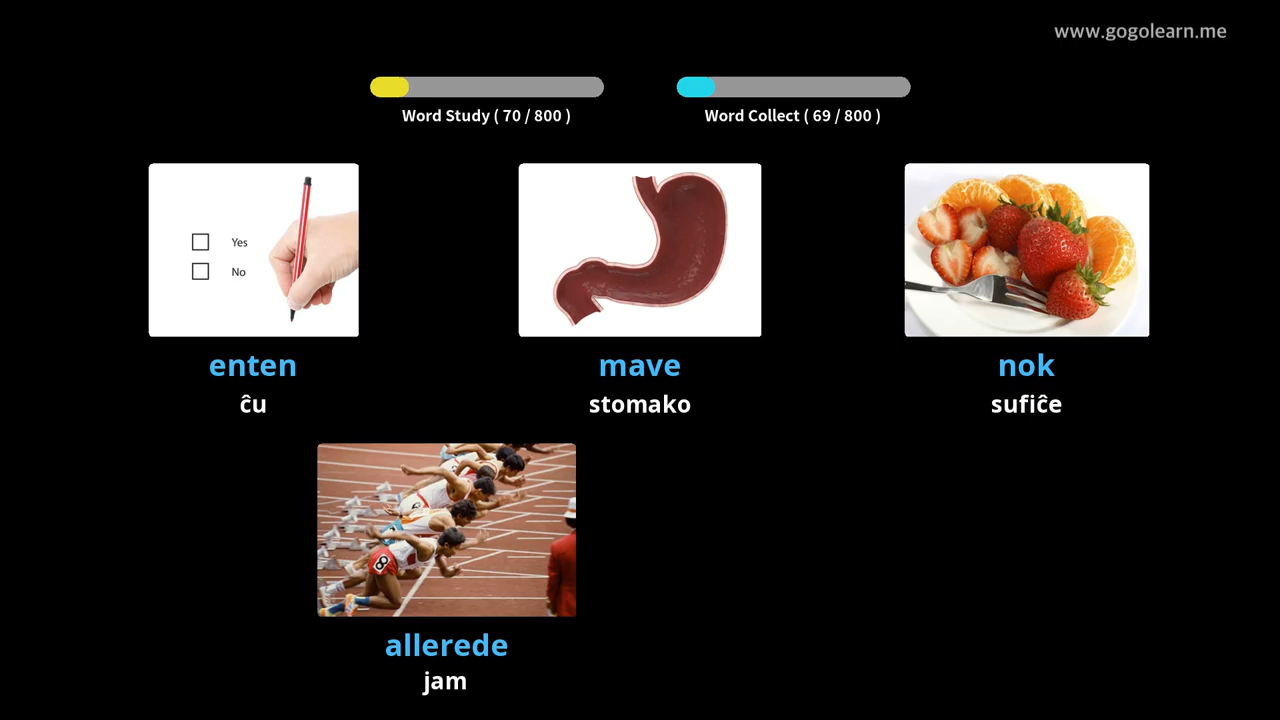 www.gogolearn.me
Word Study ( 70 / 800 )
Word Collect ( 69 / 800 )
Yes
No
enten
ĉu
mave
stomako
nok
sufiĉe
8
allerede
jam